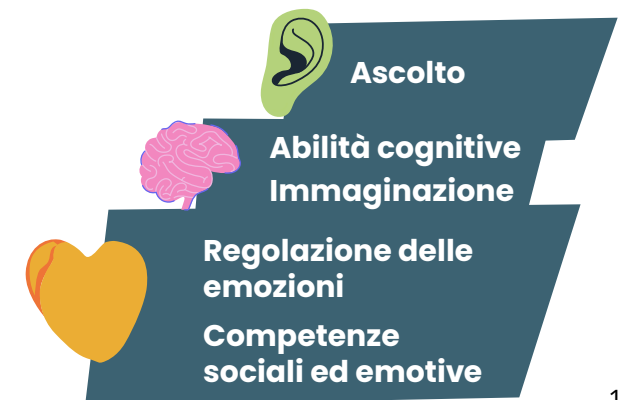 Ascolto
Abilità cognitive
Immaginazione
Regolazione delle
emozioni
Competenze
sociali ed emotive
1